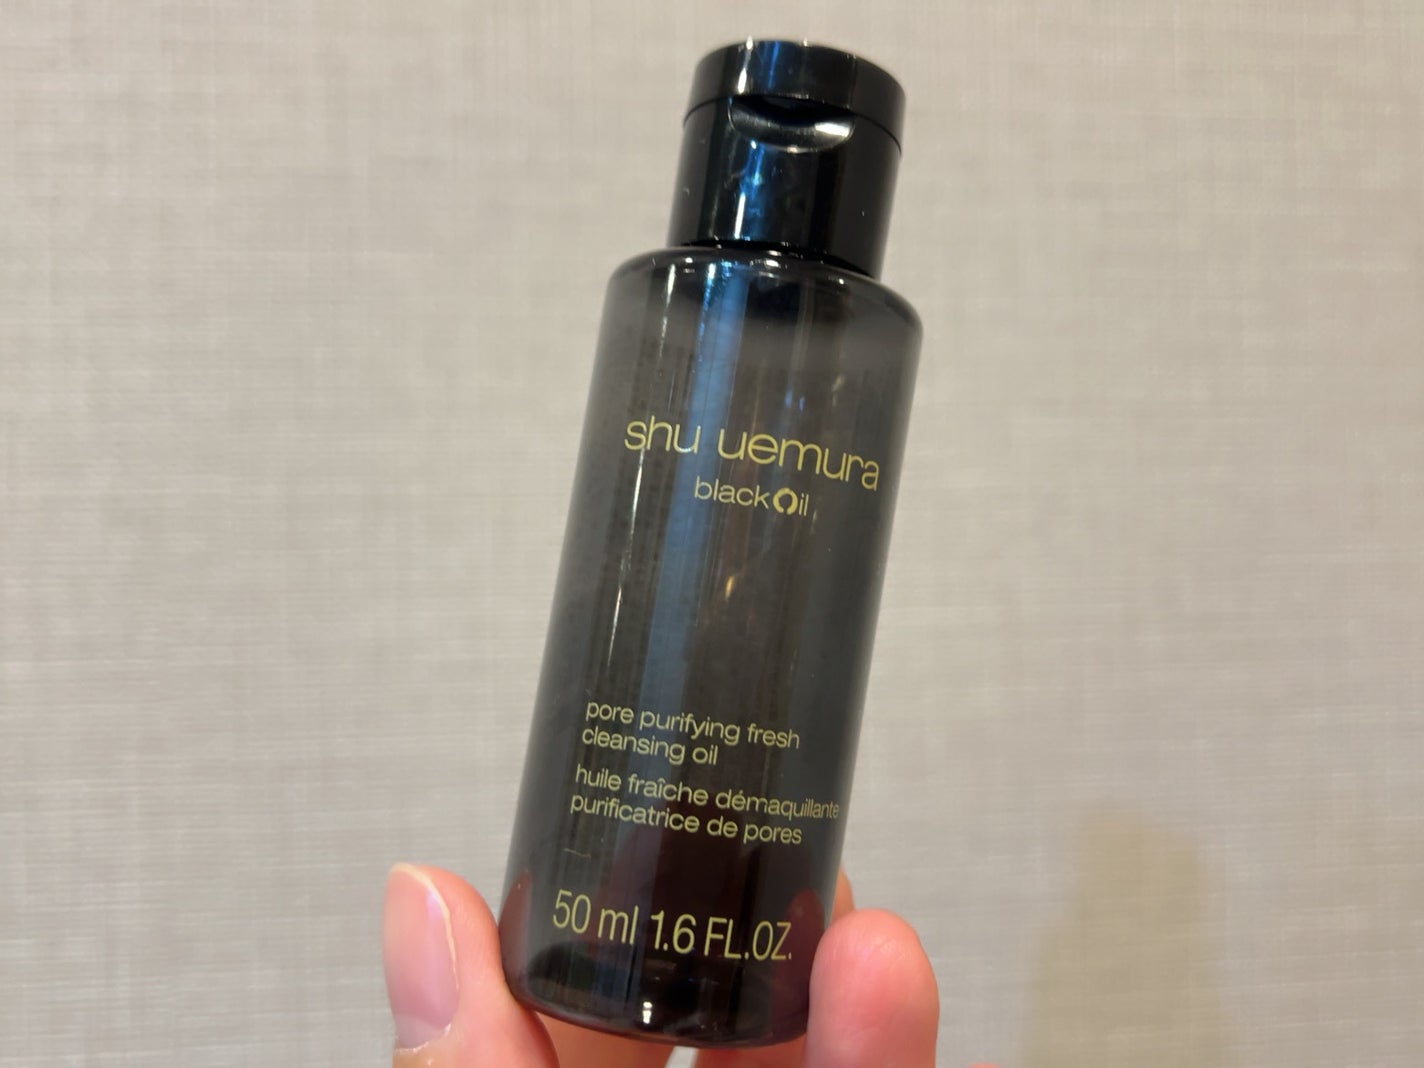 shu uemura
blackOil
pore purifying fresh
cleansing oil
huile fraîche démaquillante
purificatrice de pores
50 ml 1.6 FL.OZ.